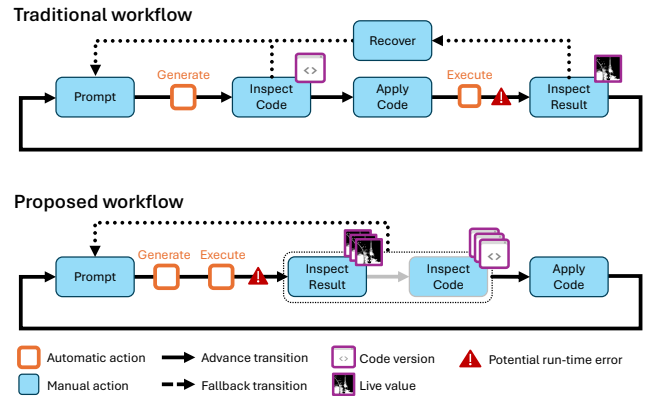 Traditional workflow
Recover
Generate
Execute
Prompt
Inspect
Code
<>
Apply
Code
Inspect
Result
Proposed workflow
Generate
Execute
Prompt
Inspect
Result
Inspect
Code
<>
Apply
Code
Automatic action
Advance transition
<> Code version
Potential run-time error
Manual action
Fallback transition
Live value